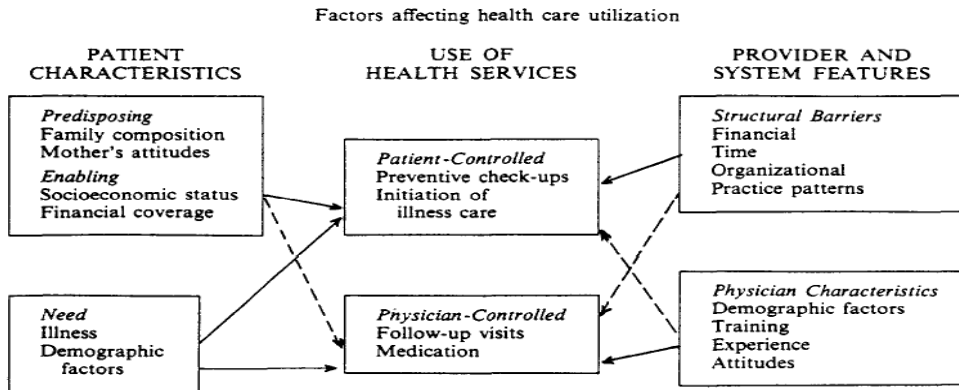 Factors affecting health care utilization
PATIENT
CHARACTERISTICS
USE OF
HEALTH SERVICES
PROVIDER AND
SYSTEM FEATURES
Predisposing
Family composition
Mother's attitudes
Enabling
Socioeconomic status
Financial coverage
Need
Illness
Demographic
factors
Patient-Controlled
Preventive check-ups
Initiation of
illness care
Physician-Controlled
Follow-up visits
Medication
Structural Barriers
Financial
Time
Organizational
Practice patterns
Physician Characteristics
Demographic factors
Training
Experience
Attitudes